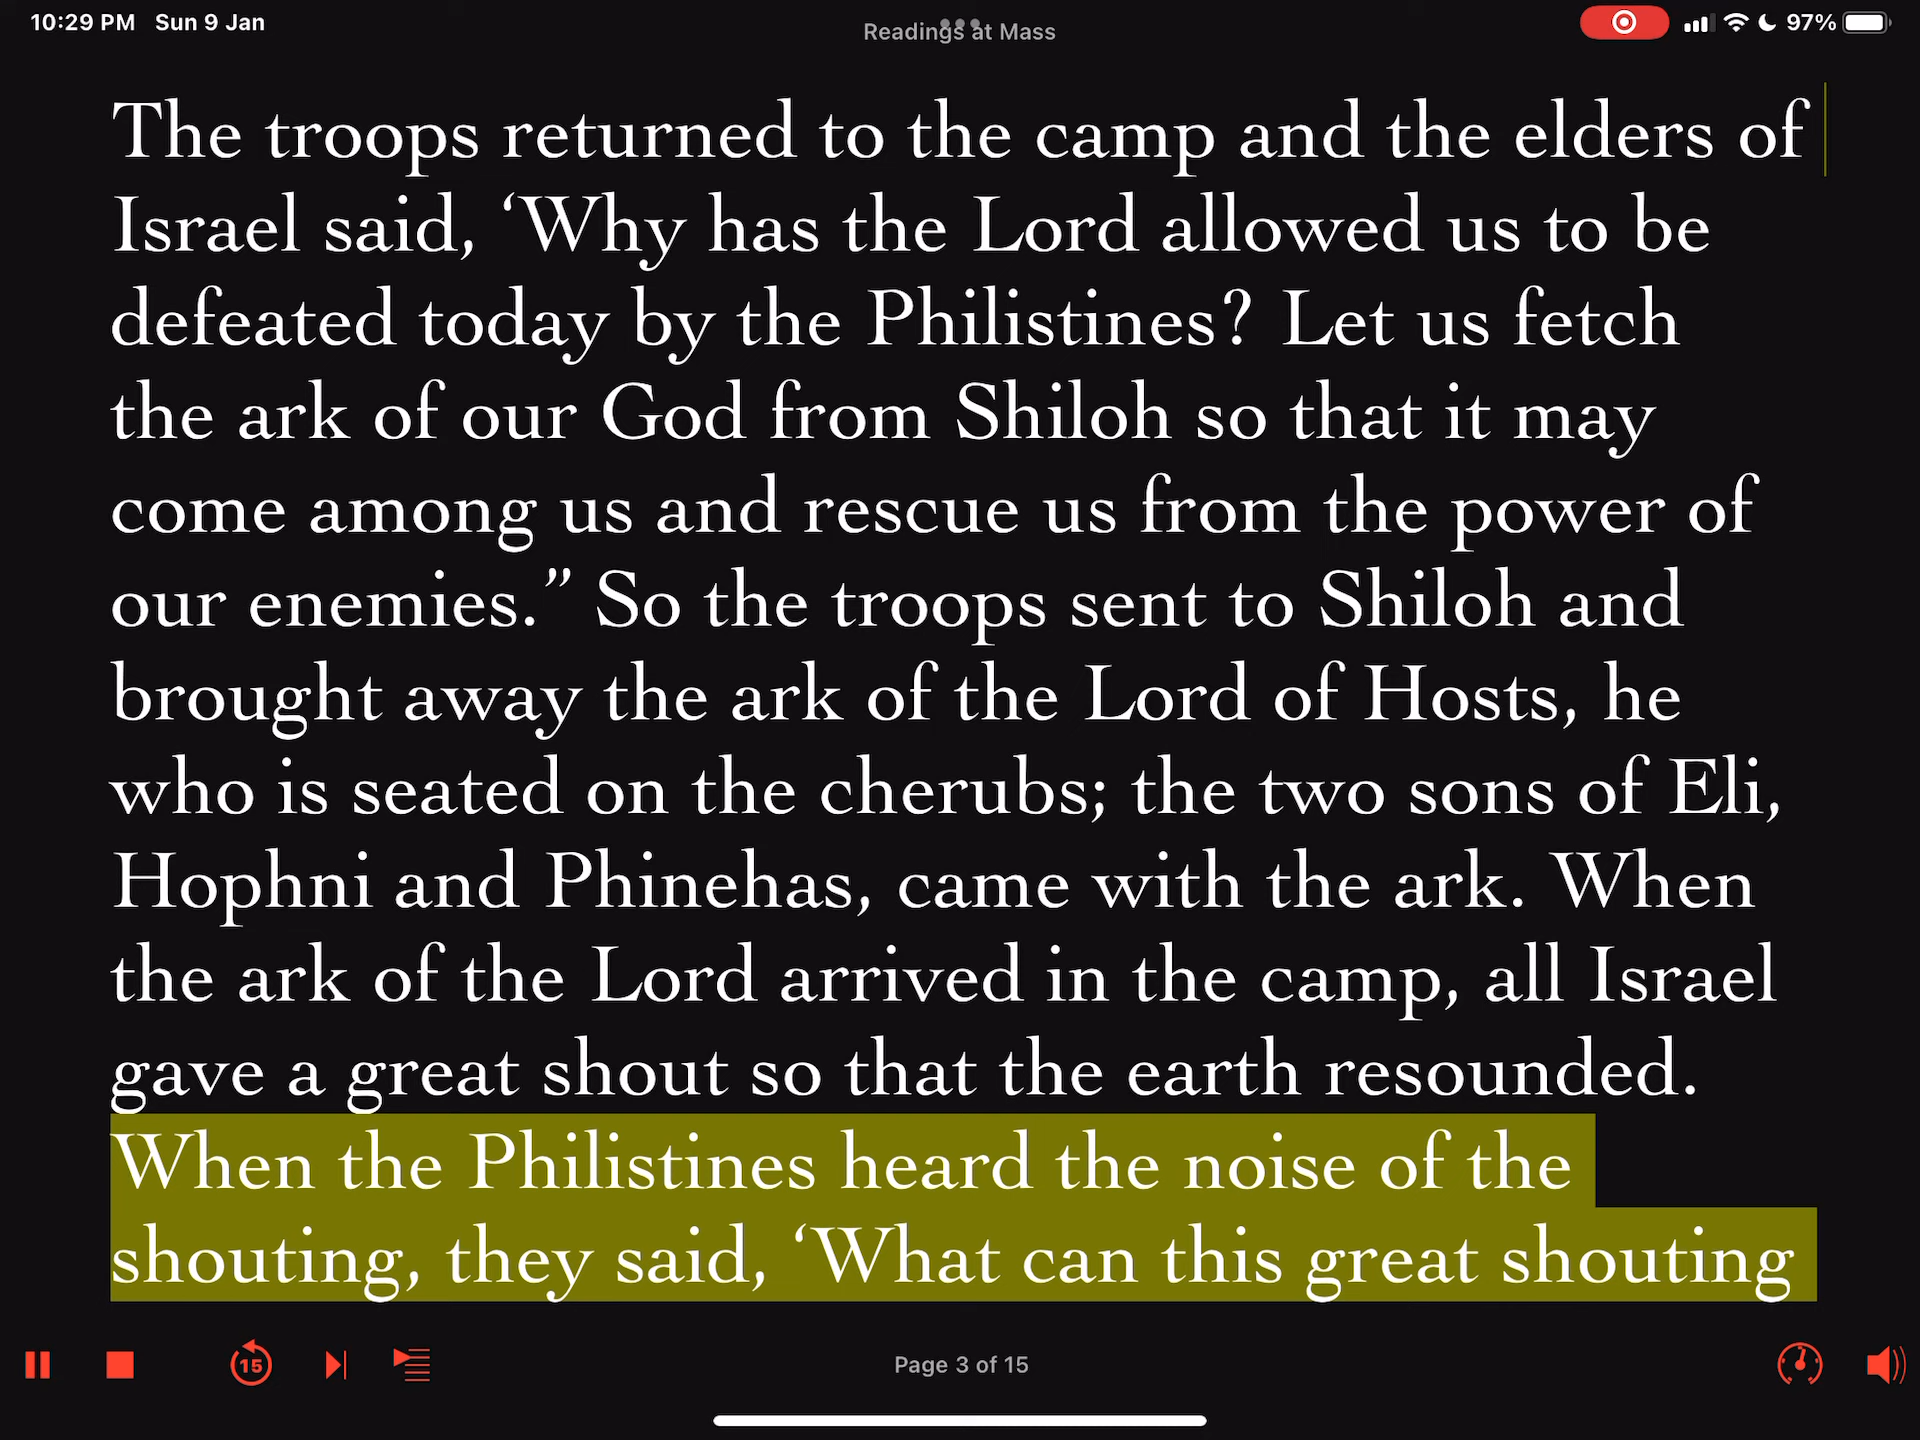 10:29 PM Sun 9 Jan
Readings at Mass
97%
The troops returned to the camp and the elders of
Israel said, ‘Why has the Lord allowed us to be
defeated today by the Philistines? Let us fetch
the ark of our God from Shiloh so that it may
come among us and rescue us from the power of
our enemies.” So the troops sent to Shiloh and
brought away the ark of the Lord of Hosts, he
who is seated on the cherubs; the two sons of Eli,
Hophni and Phinehas, came with the ark. When
the ark of the Lord arrived in the camp, all Israel
gave a great shout so that the earth resounded.
When the Philistines heard the noise of the
shouting, they said, ‘What can this great shouting
15
Page 3 of 15